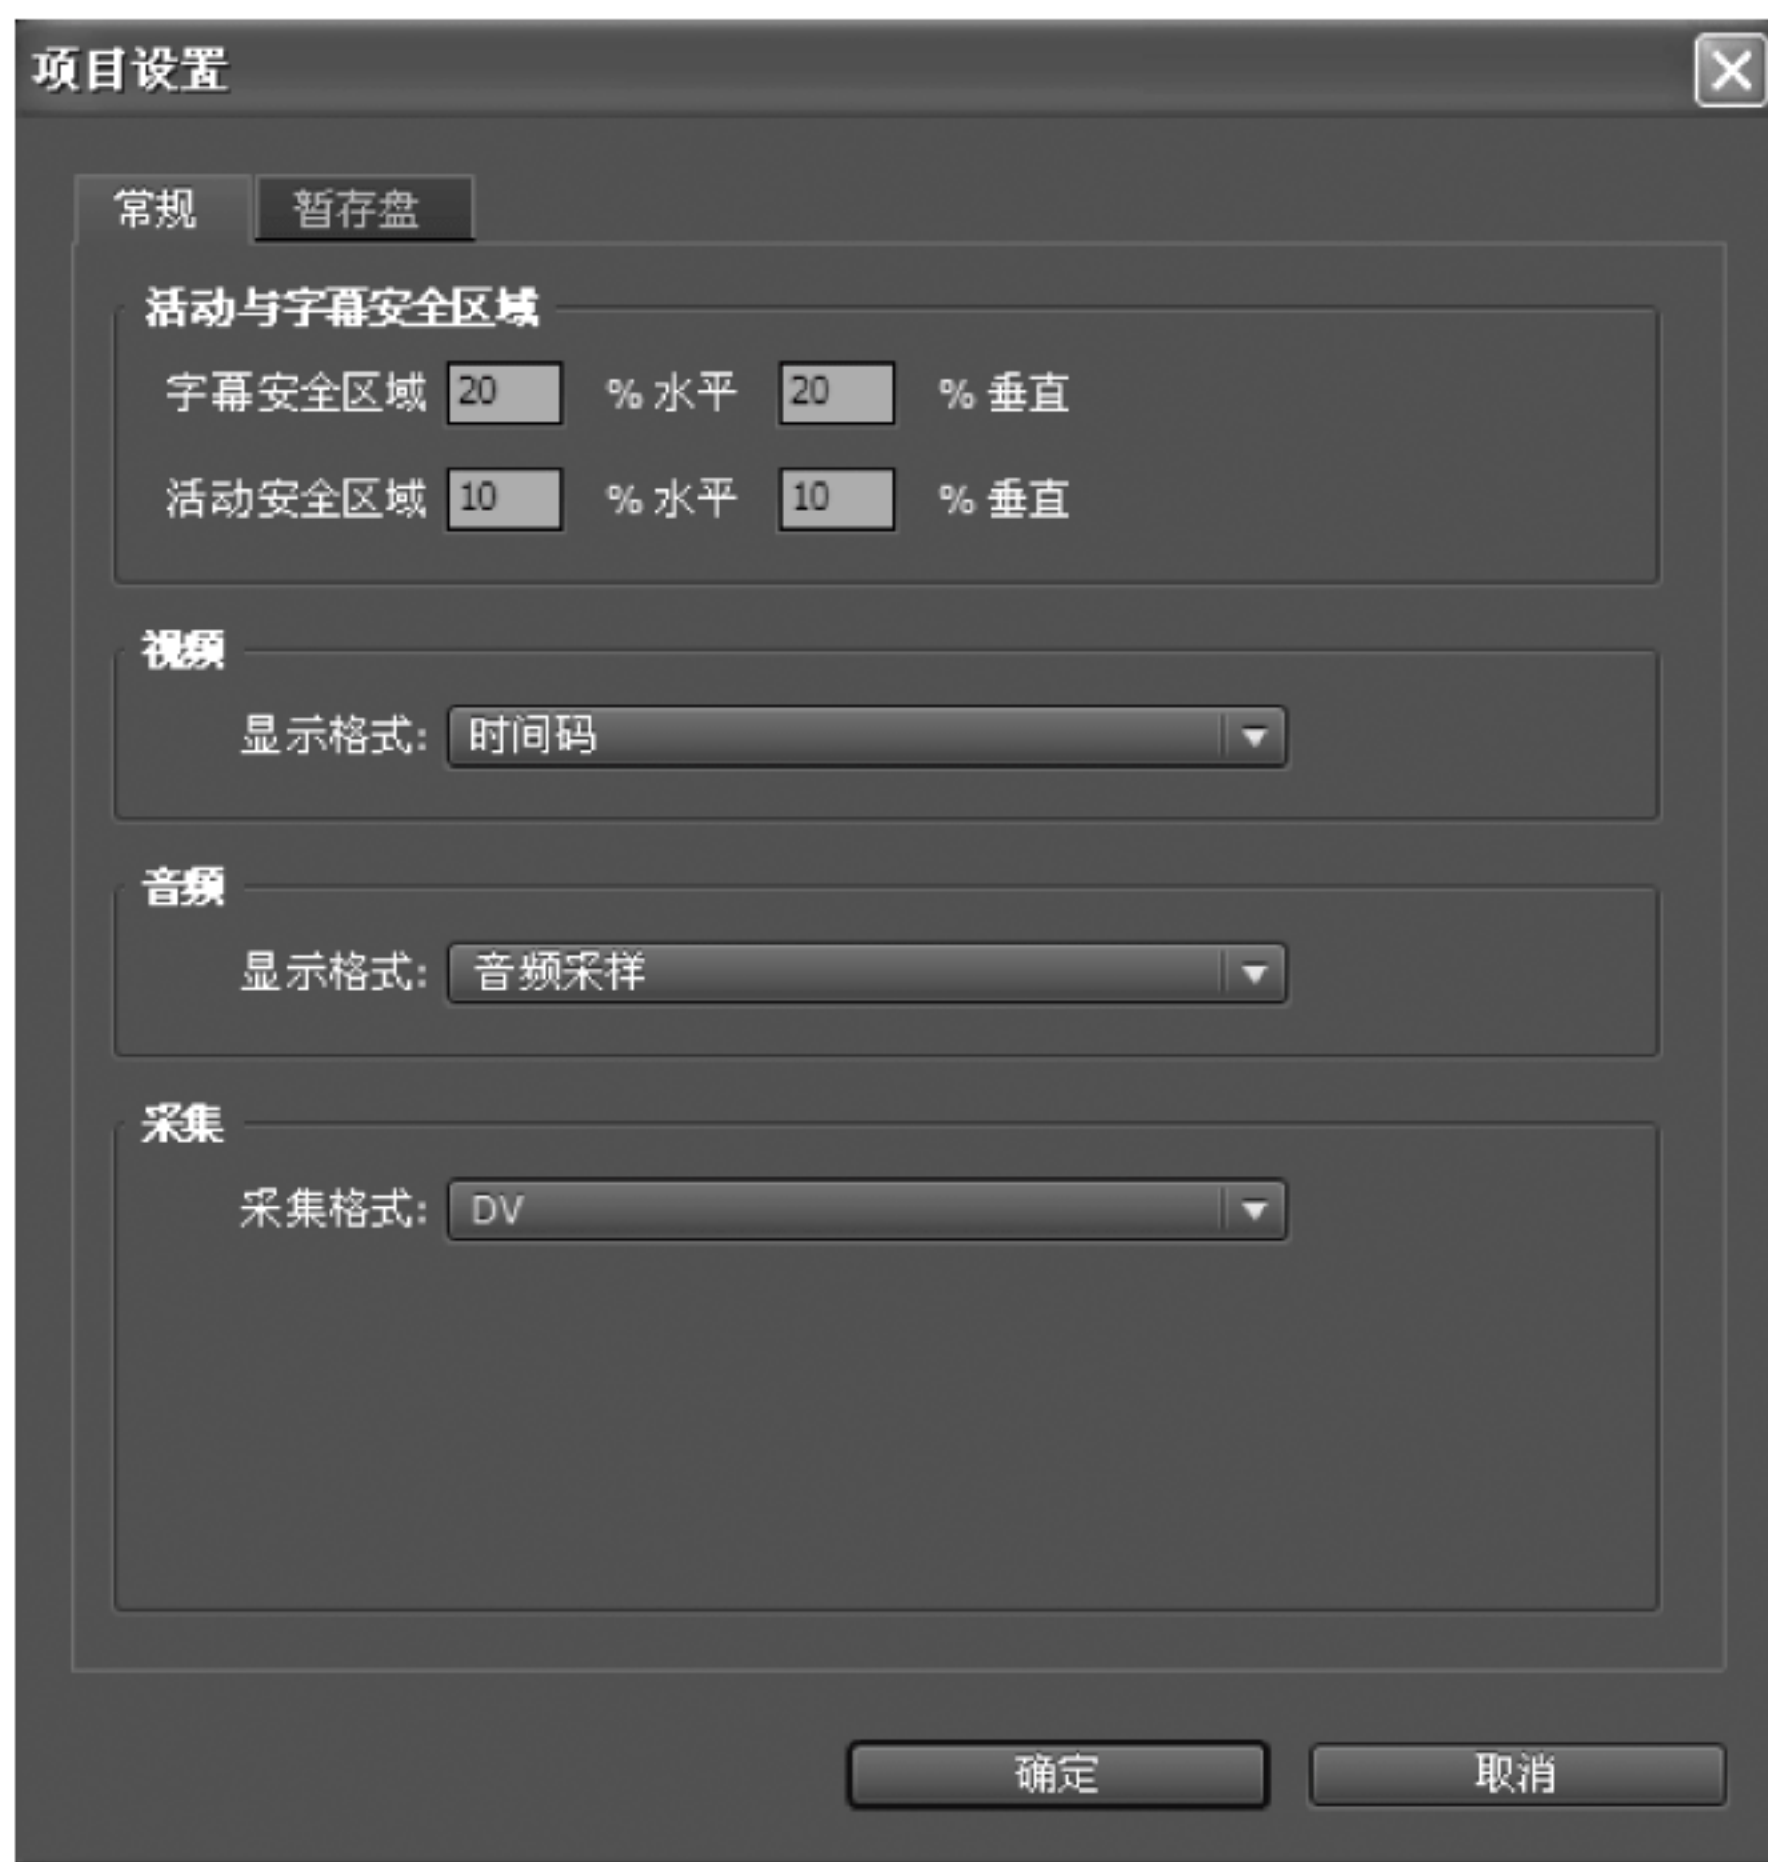 项目设置
常规 暂存盘
活动与字幕安全区域
字幕安全区域 20 % 水平 20 % 垂直
活动安全区域 10 % 水平 10 % 垂直
视频
显示格式: 时间码
音频
显示格式: 音频采样
采集
采集格式: DV
确定 取消